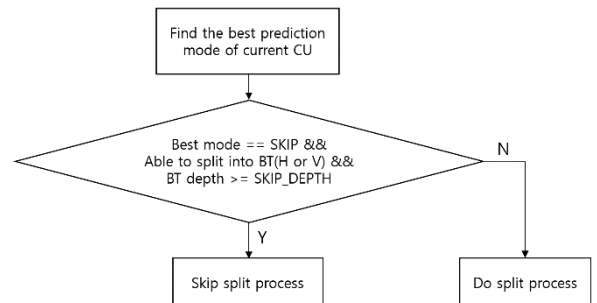 Find the best prediction
mode of current CU
Best mode == SKIP &&
Able to split into BT(H or V) &&
BT depth >= SKIP_DEPTH
N
Y
Skip split process
Do split process